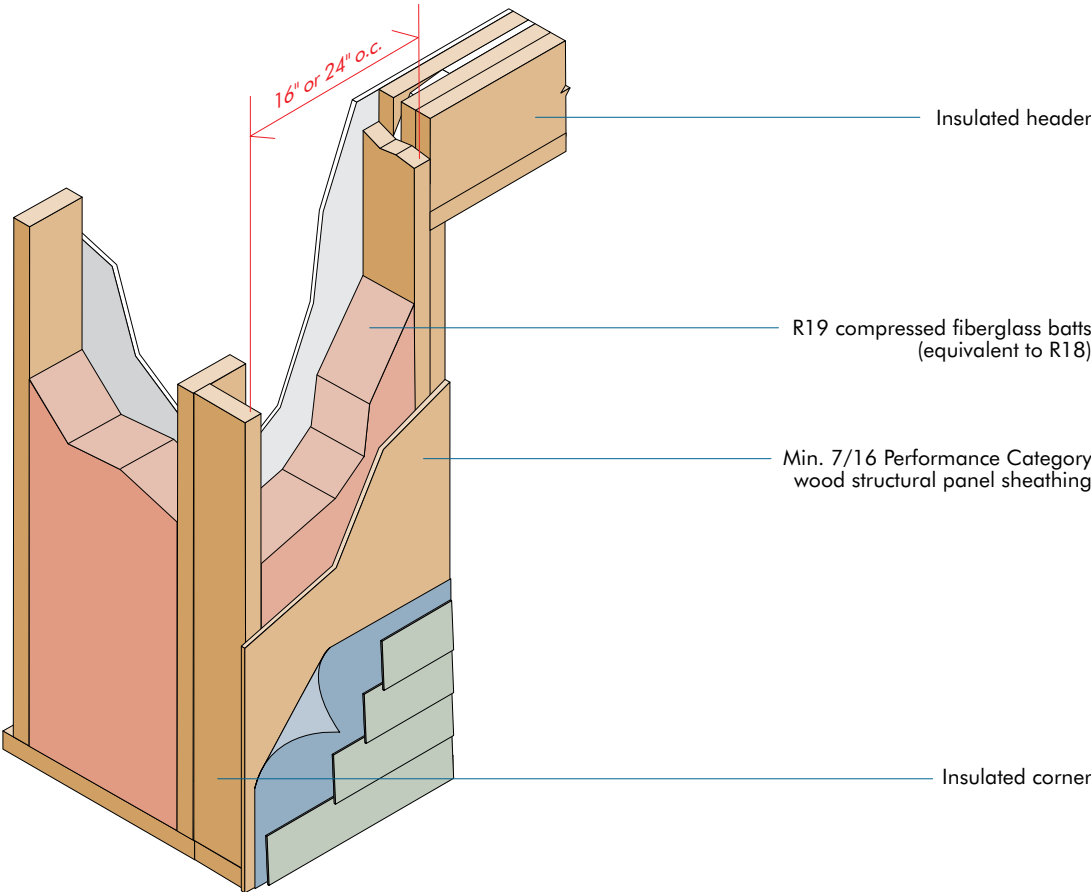 16" or 24" o.c.
Insulated header
R19 compressed fiberglass batts
(equivalent to R18)
Min. 7/16 Performance Category
wood structural panel sheathing
Insulated corner